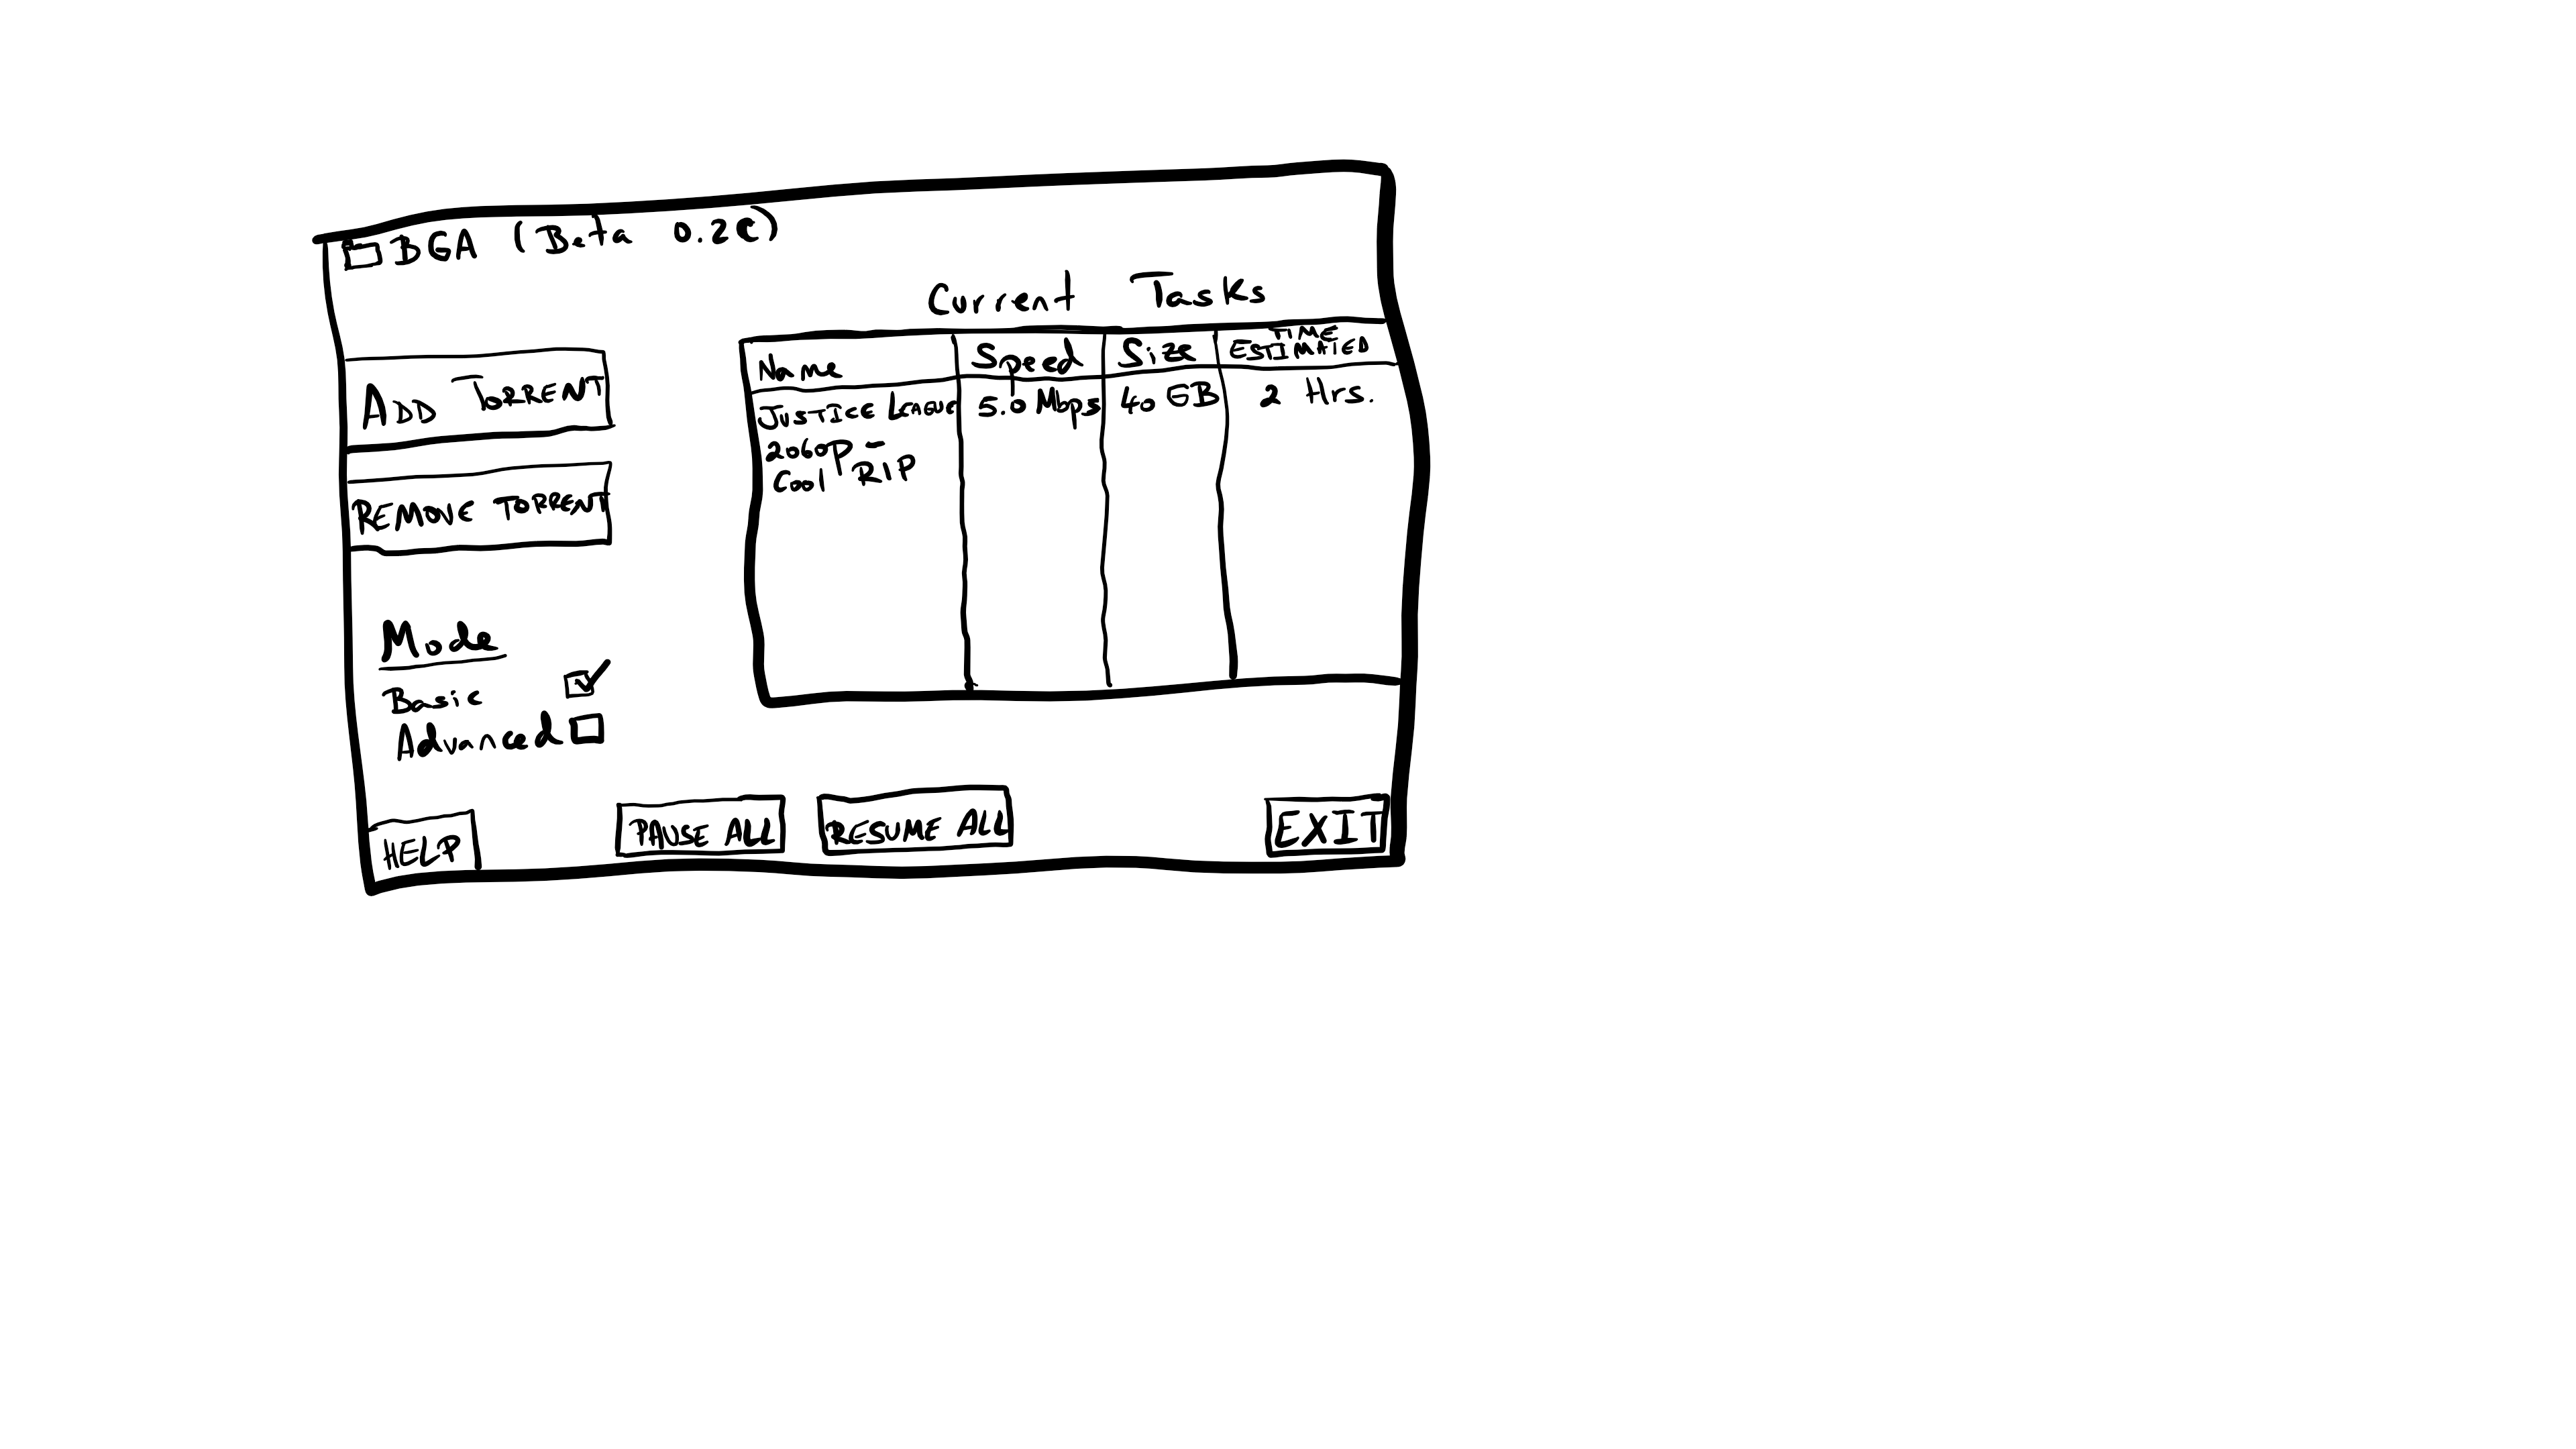 BGA (Beta 0.2C)
Current Tasks
Name Speed Size TIME
ESTIMATED
JUSTICE LEAGUE 5.0 Mbps 40 GB 2 Hrs.
2060P -
Cool RIP
ADD TORRENT
REMOVE TORRENT
Mode
Basic
Advanced
HELP
PAUSE ALL
RESUME ALL
EXIT